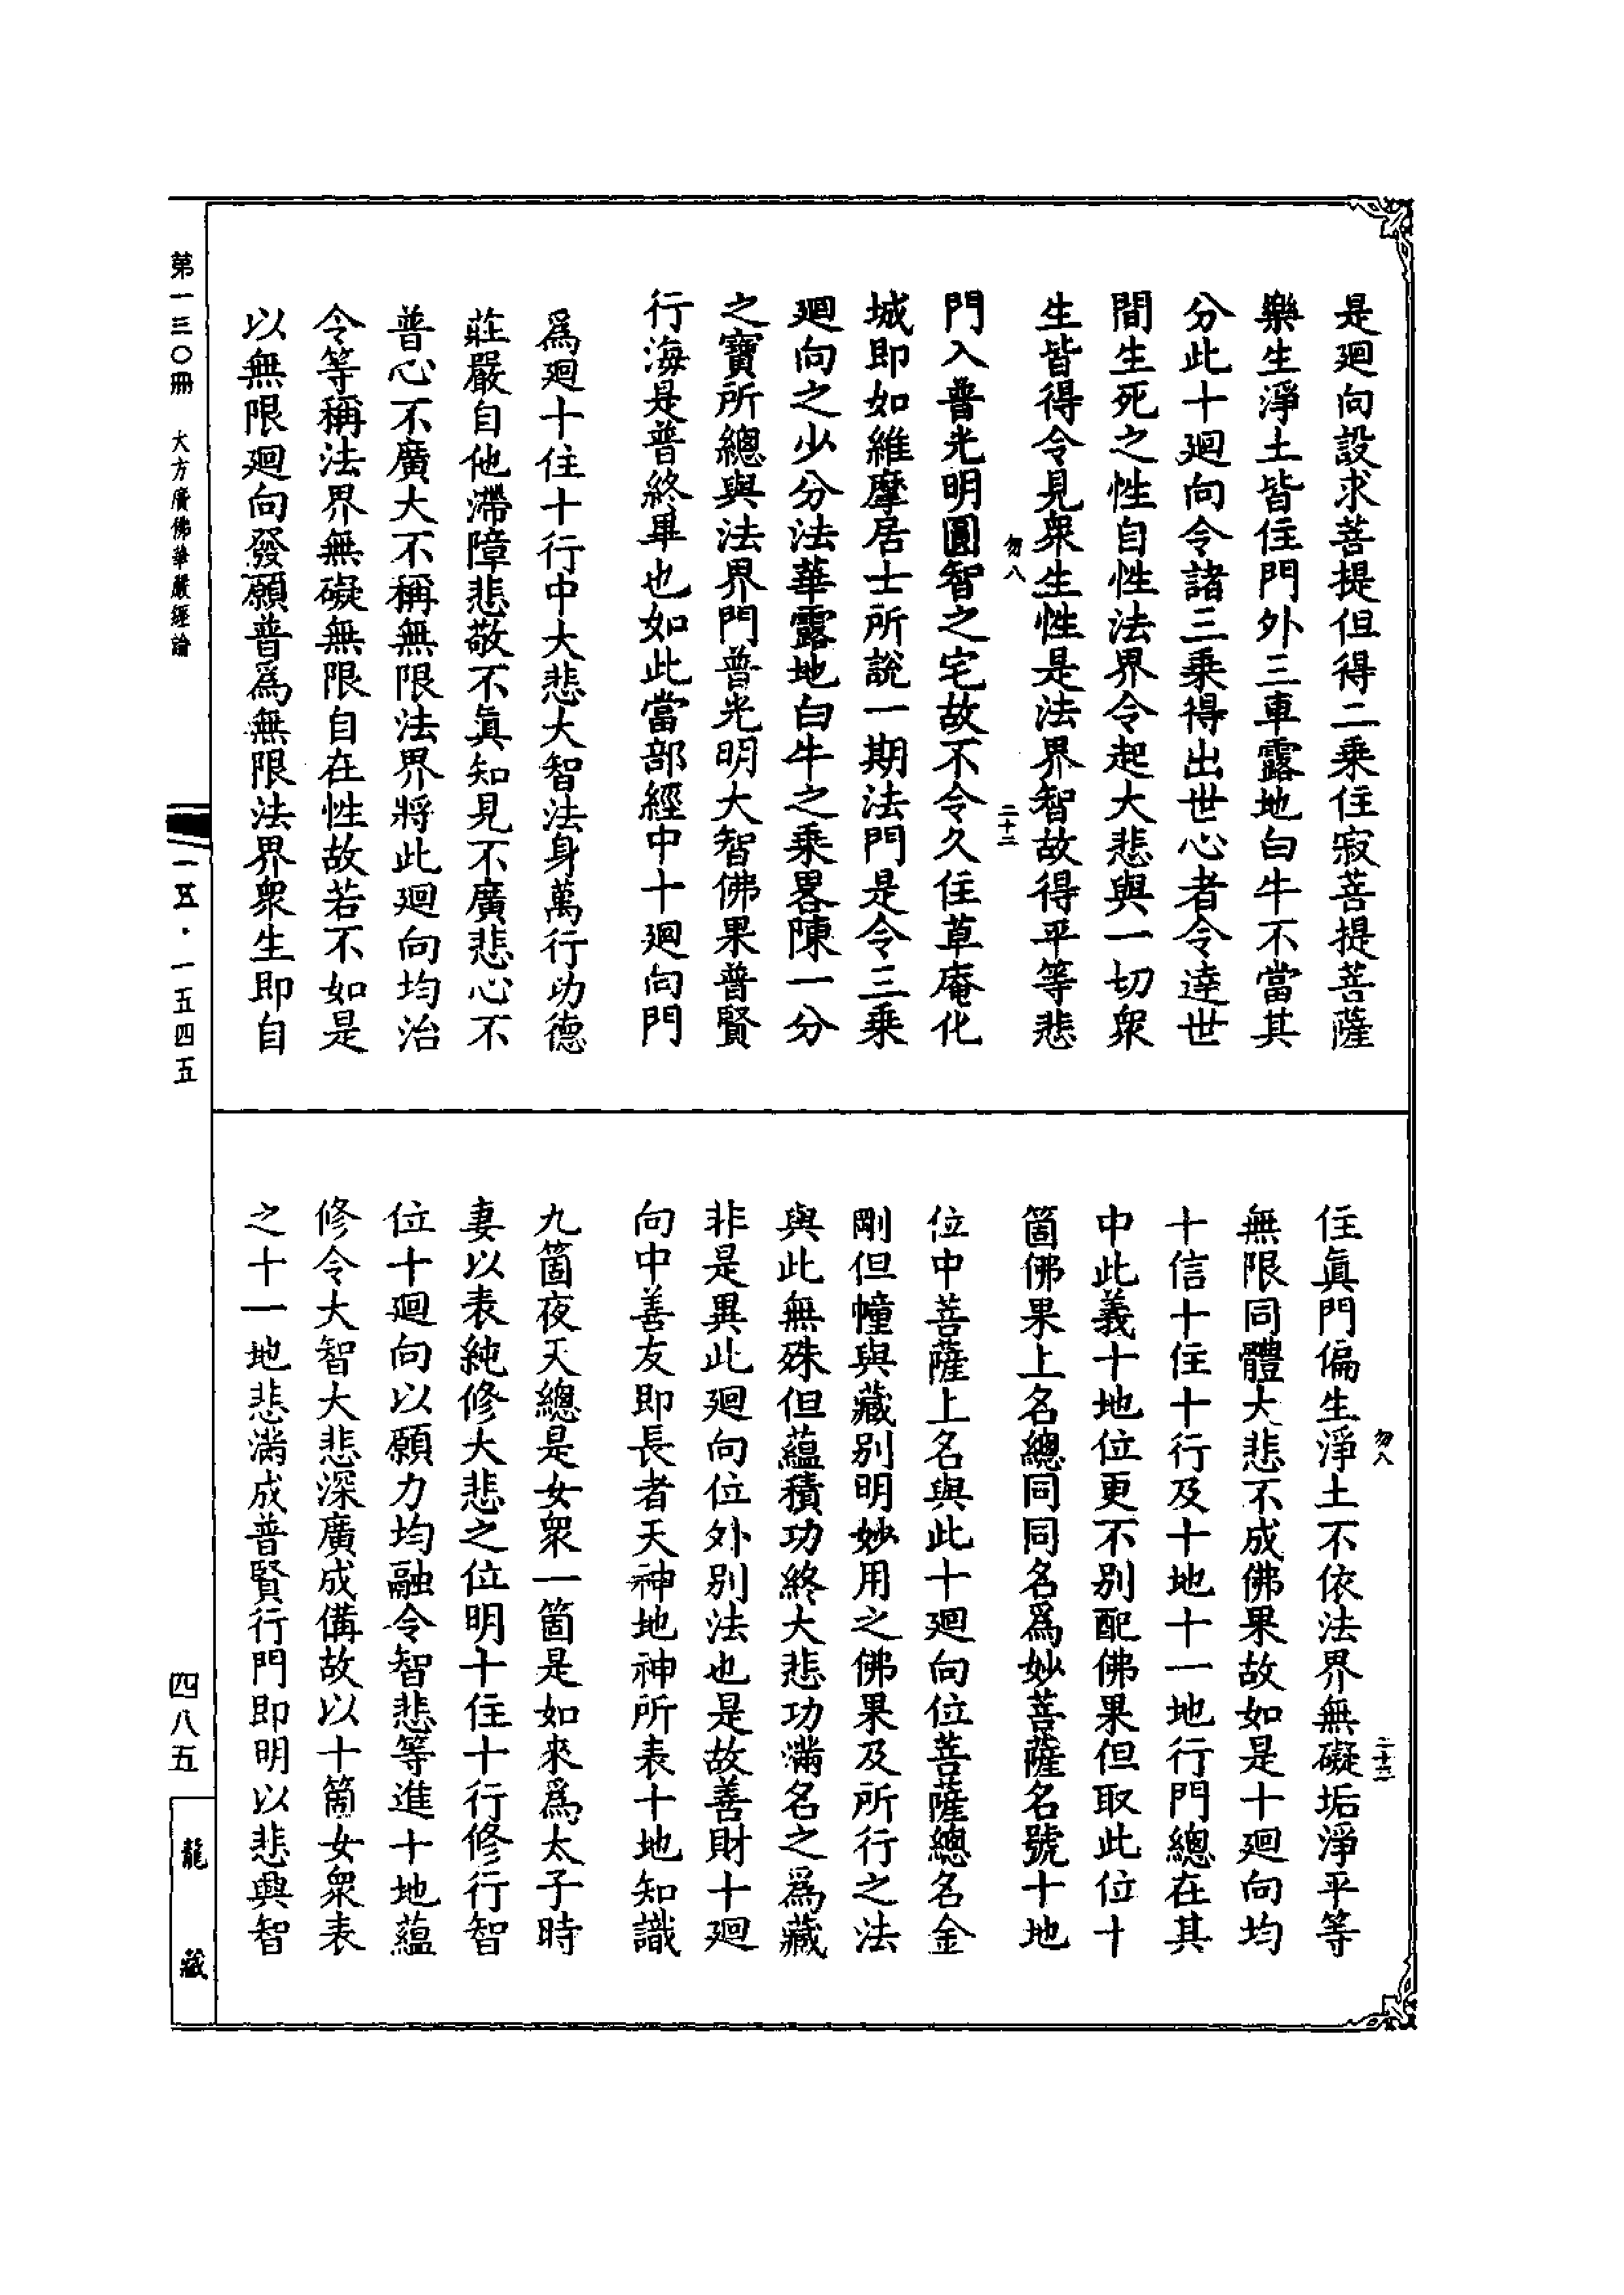 是廻向設求菩提但得二乗住寂菩提菩薩
樂生淨土皆住門外三車露地白牛不當其
分此十廻向令諸三乗得出世心者令達世
間生死之性自性法界令起大悲與一切衆
生皆得令見衆生性是法界智故得平等悲
勿八
二十二
門入普光明圓智之宅故不令久住草庵化
城即如維摩居士所說一期法門是令三乗
廻向之少分法華露地白牛之乗畧陳一分
之寶所總與法界門普光明大智佛果普賢
行海是普終畢也如此當部經中十廻向門
爲廻十住十行中大悲大智法身萬行功德
莊嚴自他滯障悲敬不眞知見不廣悲心不
普心不廣大不稱無限法界將此廻向均治
令等稱法界無礙無限自在性故若不如是
以無限廻向發願普爲無限法界衆生即自
勿八
二十三
住眞門偏生淨土不依法界無礙垢淨平等
無限同體大悲不成佛果故如是十廻向均
十信十住十行及十地十一地行門總在其
中此義十地位更不別配佛果但取此位十
箇佛果上名總同同名爲妙菩薩名號十地
位中菩薩上名與此十廻向位菩薩總名金
剛但幢與藏别明妙用之佛果及所行之法
與此無殊但蘊積功終大悲功滿名之爲藏
非是異此廻向位外别法也是故善財十廻
向中善友即長者天神地神所表十地知識
九箇夜天總是女衆一箇是如來爲太子時
妻以表純修大悲之位明十住十行修行智
位十廻向以願力均融令智悲等進十地蘊
修令大智大悲深廣成備故以十箇女衆表
之十一地悲滿成普賢行門即明以悲興智
第一三〇冊
大方廣佛華嚴經論
一五·一五四五
四八五
龍藏